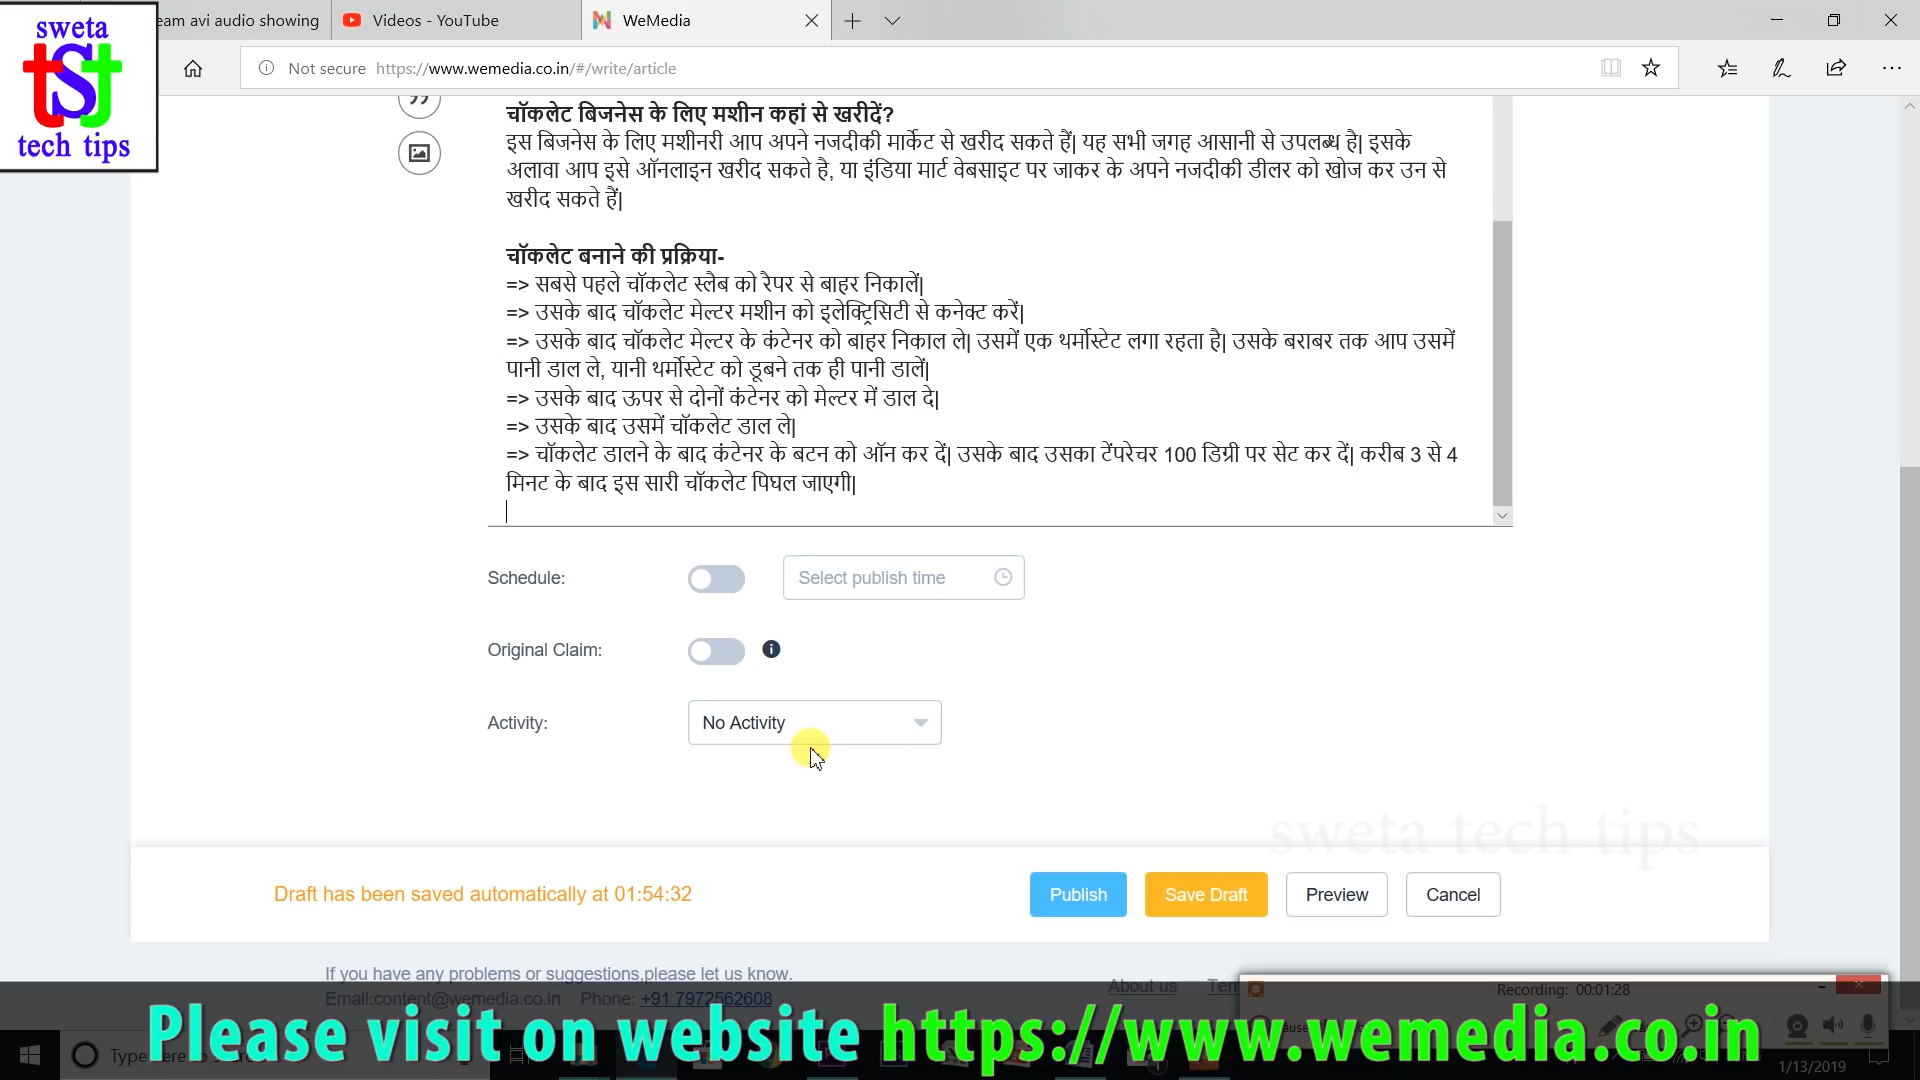 sweta
tst
tech tips
eam avi audio showing
Videos - YouTube
WeMedia
Not secure https://www.wemedia.co.in/#/write/article
चॉकलेट बिजनेस के लिए मशीन कहां से खरीदें?
इस बिजनेस के लिए मशीनरी आप अपने नजदीकी मार्केट से खरीद सकते हैं| यह सभी जगह आसानी से उपलब्ध है| इसके
अलावा आप इसे ऑनलाइन खरीद सकते है, या इंडिया मार्ट वेबसाइट पर जाकर के अपने नजदीकी डीलर को खोज कर उन से
खरीद सकते हैं|
चॉकलेट बनाने की प्रक्रिया-
=> सबसे पहले चॉकलेट स्लैब को रैपर से बाहर निकालें|
=> उसके बाद चॉकलेट मेल्टर मशीन को इलेक्ट्रिसिटी से कनेक्ट करें|
=> उसके बाद चॉकलेट मेल्टर के कंटेनर को बाहर निकाल ले| उसमें एक थर्मोस्टेट लगा रहता है| उसके बराबर तक आप उसमें
पानी डाल ले, यानी थर्मोस्टेट को डूबने तक ही पानी डालें|
=> उसके बाद ऊपर से दोनों कंटेनर को मेल्टर में डाल दे|
=> उसके बाद उसमें चॉकलेट डाल ले|
=> चॉकलेट डालने के बाद कंटेनर के बटन को ऑन कर दें| उसके बाद उसका टेंपरेचर 100 डिग्री पर सेट कर दें| करीब 3 से 4
मिनट के बाद इस सारी चॉकलेट पिघल जाएगी|
Schedule: Select publish time
Original Claim:
Activity: No Activity
sweta tech tips
Draft has been saved automatically at 01:54:32
Publish Save Draft Preview Cancel
If you have any problems or suggestions,please let us know.
Email:content@wemedia.co.in Phone: +91 7972562608
About us
Recording: 00:01:28
Please visit on website https://www.wemedia.co.in
1/13/2019